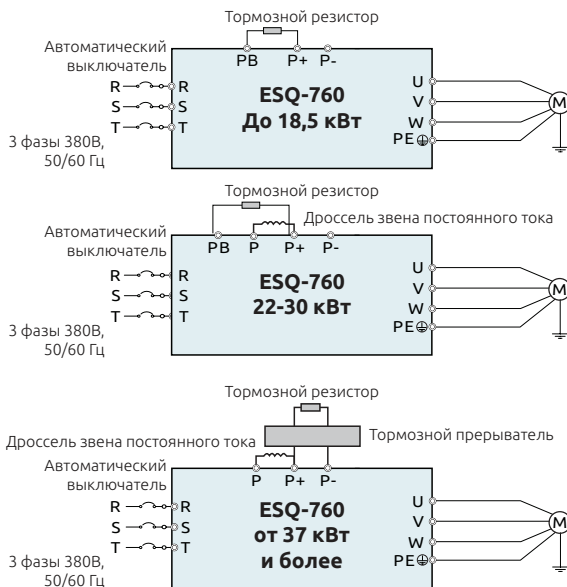 Тормозной резистор
Автоматический
выключатель
PB P+ P-
R R
S S
T T
3 фазы 380В,
50/60 Гц
ESQ-760
До 18,5 кВт
U
V
W
PE
M
Тормозной резистор
Дроссель звена постоянного тока
Автоматический
выключатель
PB P P+ P-
R R
S S
T T
3 фазы 380В,
50/60 Гц
ESQ-760
22-30 кВт
U
V
W
PE
M
Тормозной резистор
Дроссель звена постоянного тока
Тормозной прерыватель
Автоматический
выключатель
P P+ P-
R R
S S
T T
3 фазы 380В,
50/60 Гц
ESQ-760
от 37 кВт
и более
U
V
W
PE
M